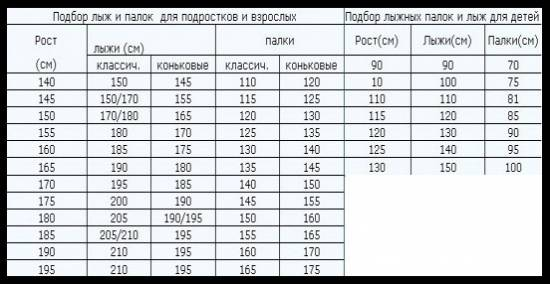 Подбор лыж и палок для подростков и взрослых Подбор лыжных палок и лыж для детей
Рост лыжи (см) палки Рост(см) Лыжи(см) Палки(см)
(см) классич. коньковые классич. коньковые 90 90 70
140 150 145 110 120 10 100 75
145 150/170 155 115 125 110 110 81
150 170/180 165 120 130 115 120 85
155 180 170 125 135 120 130 90
160 185 175 130 140 125 140 95
165 190 180 135 145 130 150 100
170 195 185 140 150
175 200 190 145 155
180 205 190/195 150 160
185 205/210 195 155 165
190 210 195 160 170
195 210 195 165 175